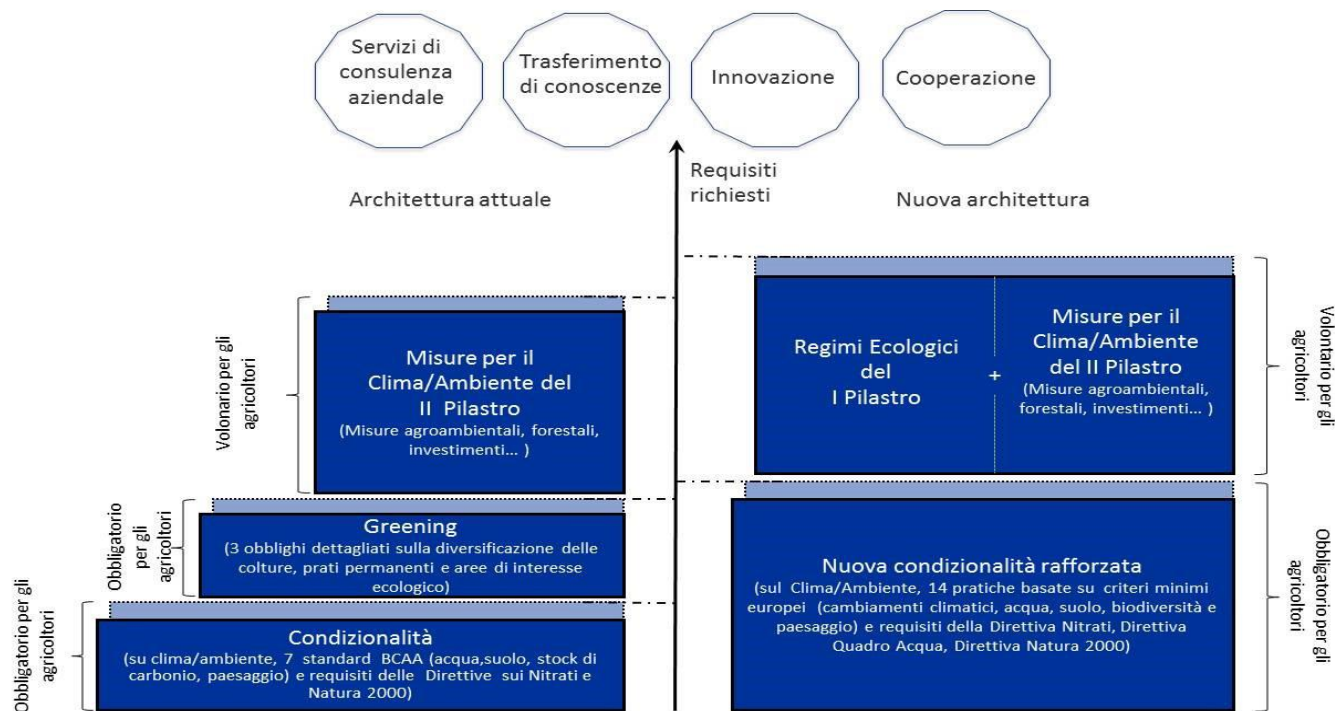 Servizi di
consulenza
aziendale
Trasferimento
di conoscenze
Innovazione
Cooperazione
Requisiti
richiesti
Architettura attuale
Nuova architettura
Volonario per gli
agricoltori
Misure per il
Clima/Ambiente del
II Pilastro
(Misure agroambientali, forestali,
investimenti... )
Obbligatorio
per gli
agricoltori
Greening
(3 obblighi dettagliati sulla diversificazione delle
colture, prati permanenti e aree di interesse
ecologico)
Obbligatorio per gli
agricoltori
Condizionalità
(su clima/ambiente, 7 standard BCAA (acqua,suolo, stock di
carbonio, paesaggio) e requisiti delle Direttive sui Nitrati e
Natura 2000)
Regimi Ecologici
del
I Pilastro
+
Misure per il
Clima/Ambiente
del II Pilastro
(Misure agroambientali,
forestali, investimenti... )
Volontario per gli
agricoltori
Nuova condizionalità rafforzata
(sul Clima/Ambiente, 14 pratiche basate su criteri minimi
europei (cambiamenti climatici, acqua, suolo, biodiversità e
paesaggio) e requisiti della Direttiva Nitrati, Direttiva
Quadro Acqua, Direttiva Natura 2000)
Obbligatorio per gli
agricoltori